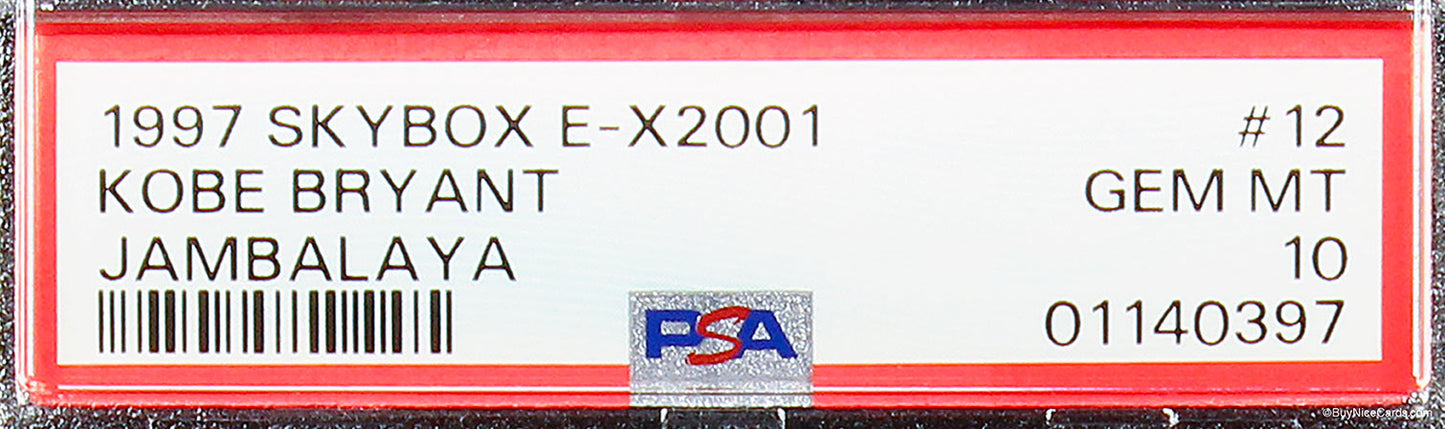 1997 SKYBOX E-X2001 #12
KOBE BRYANT GEM MT
JAMBALAYA 10
PSA 01140397
©BuyNiceCards.com